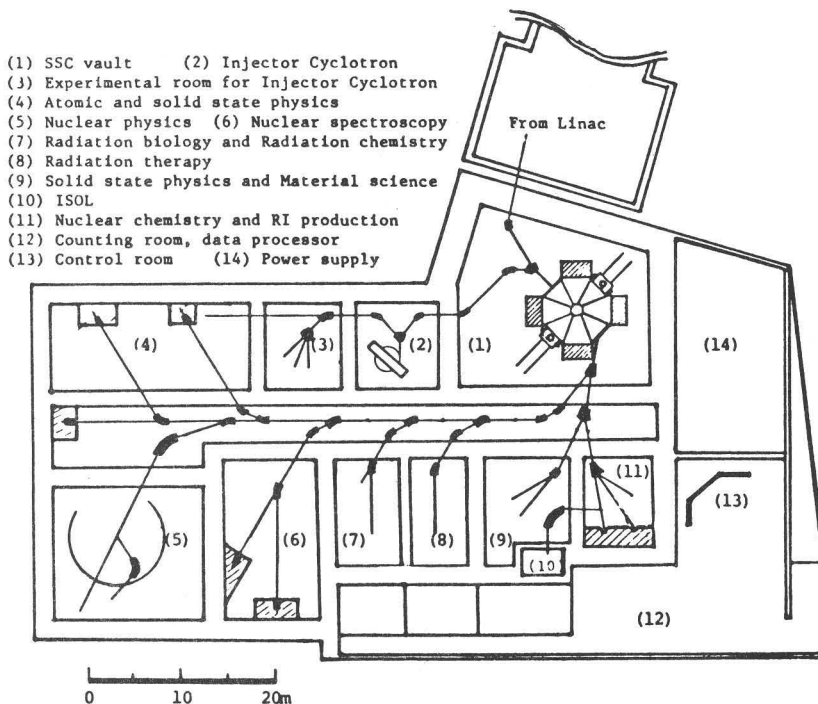 (1) SSC vault (2) Injector Cyclotron
(3) Experimental room for Injector Cyclotron
(4) Atomic and solid state physics
(5) Nuclear physics (6) Nuclear spectroscopy
(7) Radiation biology and Radiation chemistry
(8) Radiation therapy
(9) Solid state physics and Material science
(10) ISOL
(11) Nuclear chemistry and RI production
(12) Counting room, data processor
(13) Control room (14) Power supply
From Linac
(4)
(3)
(2)
(1)
(14)
(11)
(13)
(5)
(6)
(7)
(8)
(9)
(10)
(12)
0 10 20m